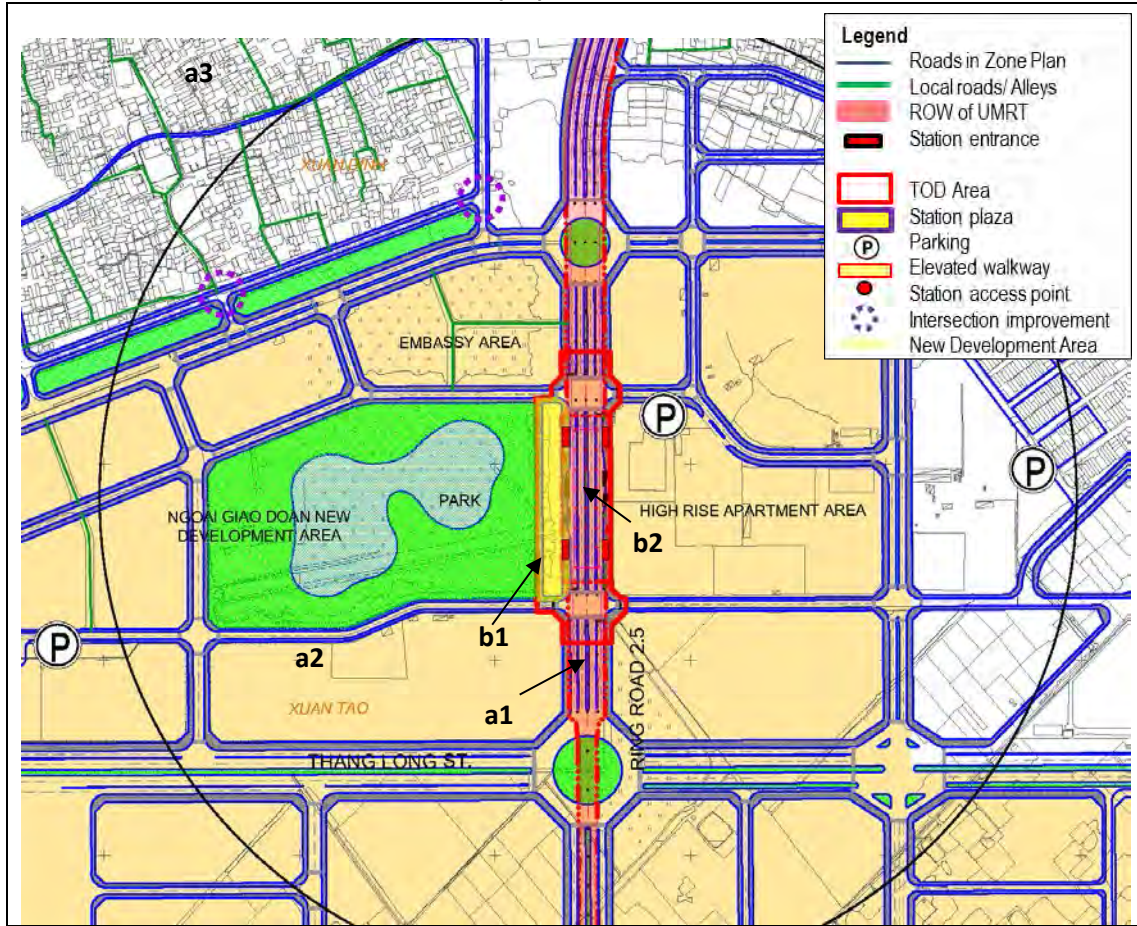 Legend
Roads in Zone Plan
Local roads/ Alleys
ROW of UMRT
Station entrance
TOD Area
Station plaza
P Parking
Elevated walkway
Station access point
Intersection improvement
New Development Area
a3
XUAN DINH
EMBASSY AREA
P
P
PARK
NGOAI GIAO DOAN NEW
DEVELOPMENT AREA
HIGH RISE APARTMENT AREA
b2
b1
P
a2
RING ROAD 2.5
a1
XUAN TAO
THANG LONG ST.